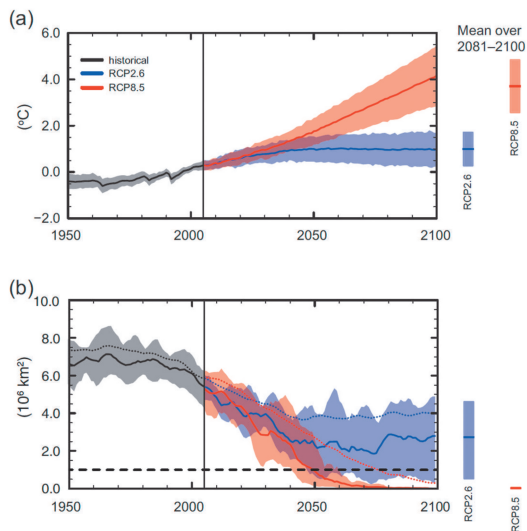 (a)
Mean over
2081–2100
6.0
4.0
2.0
0.0
−2.0
(°C)
historical
RCP2.6
RCP8.5
1950
2000
2050
2100
RCP2.6
RCP8.5
(b)
10.0
8.0
6.0
4.0
2.0
0.0
(10⁶ km²)
1950
2000
2050
2100
RCP2.6
RCP8.5